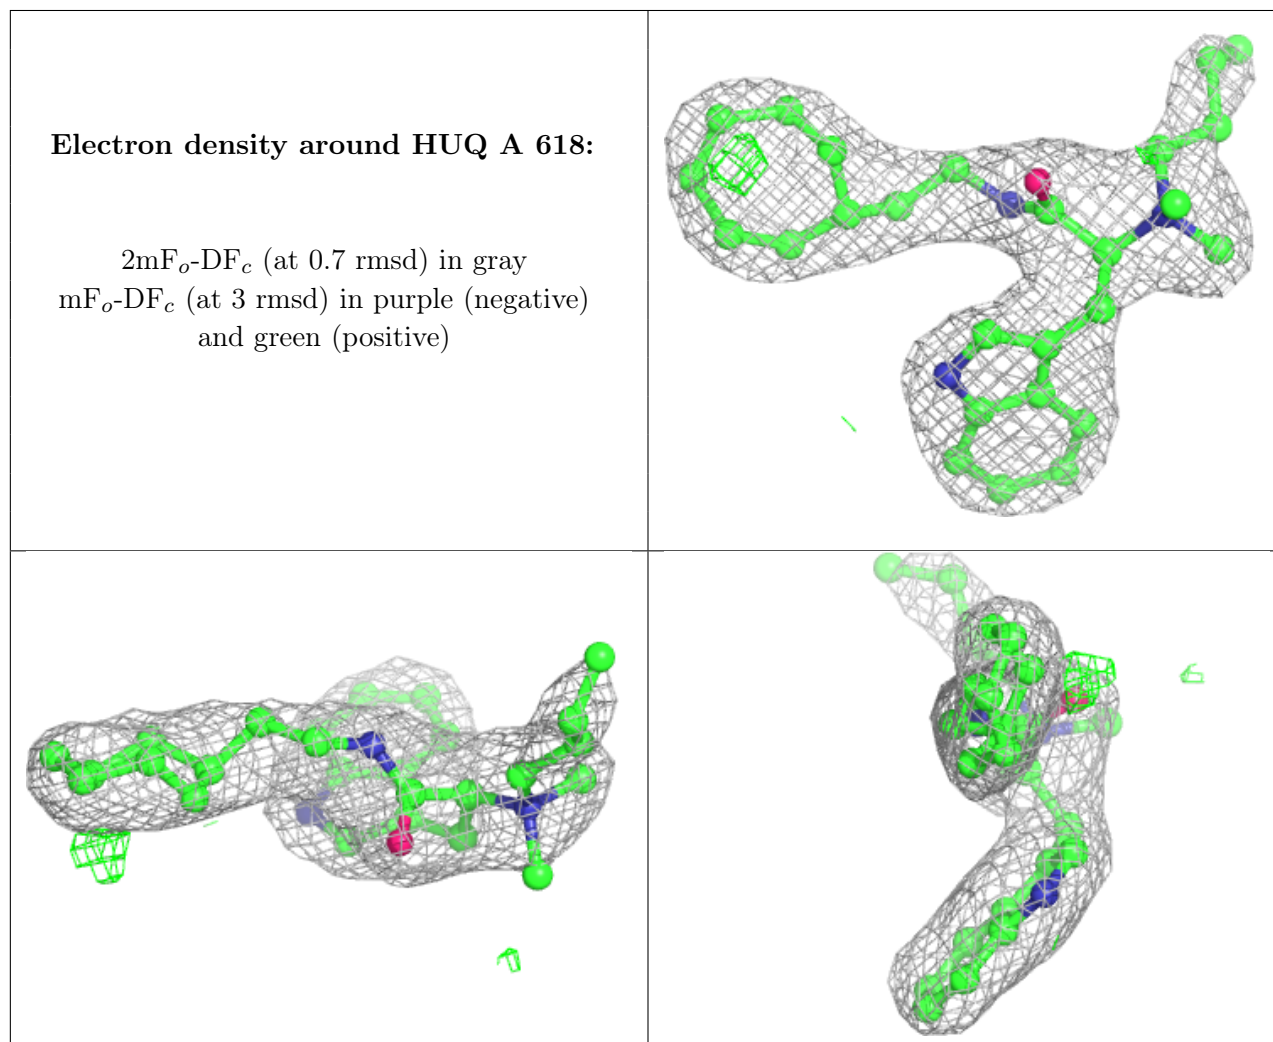 Electron density around HUQ A 618:
2mFo-DFc (at 0.7 rmsd) in gray
mFo-DFc (at 3 rmsd) in purple (negative)
and green (positive)